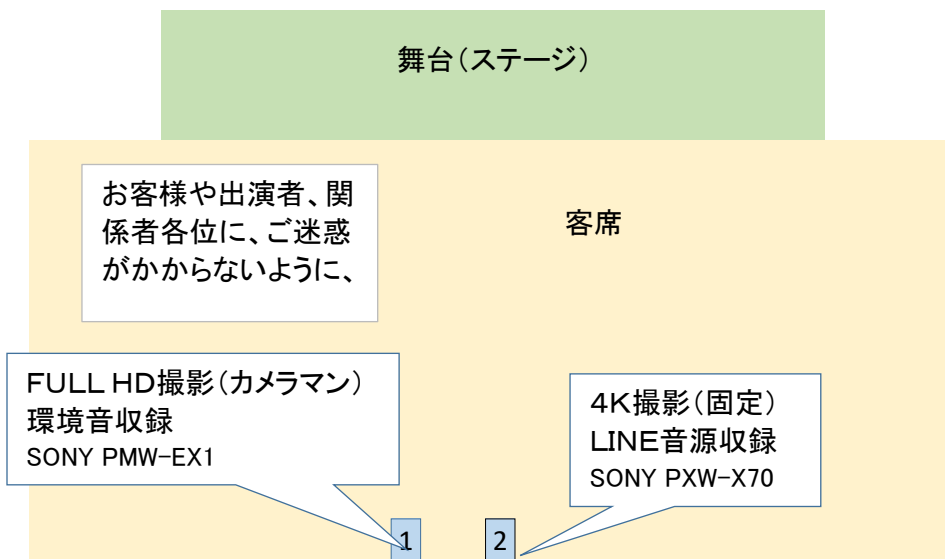 舞台(ステージ)
お客様や出演者、関
係者各位に、ご迷惑
がかからないように、
客席
FULL HD撮影(カメラマン)
環境音収録
SONY PMW-EX1
4K撮影(固定)
LINE音源収録
SONY PXW-X70
1
2